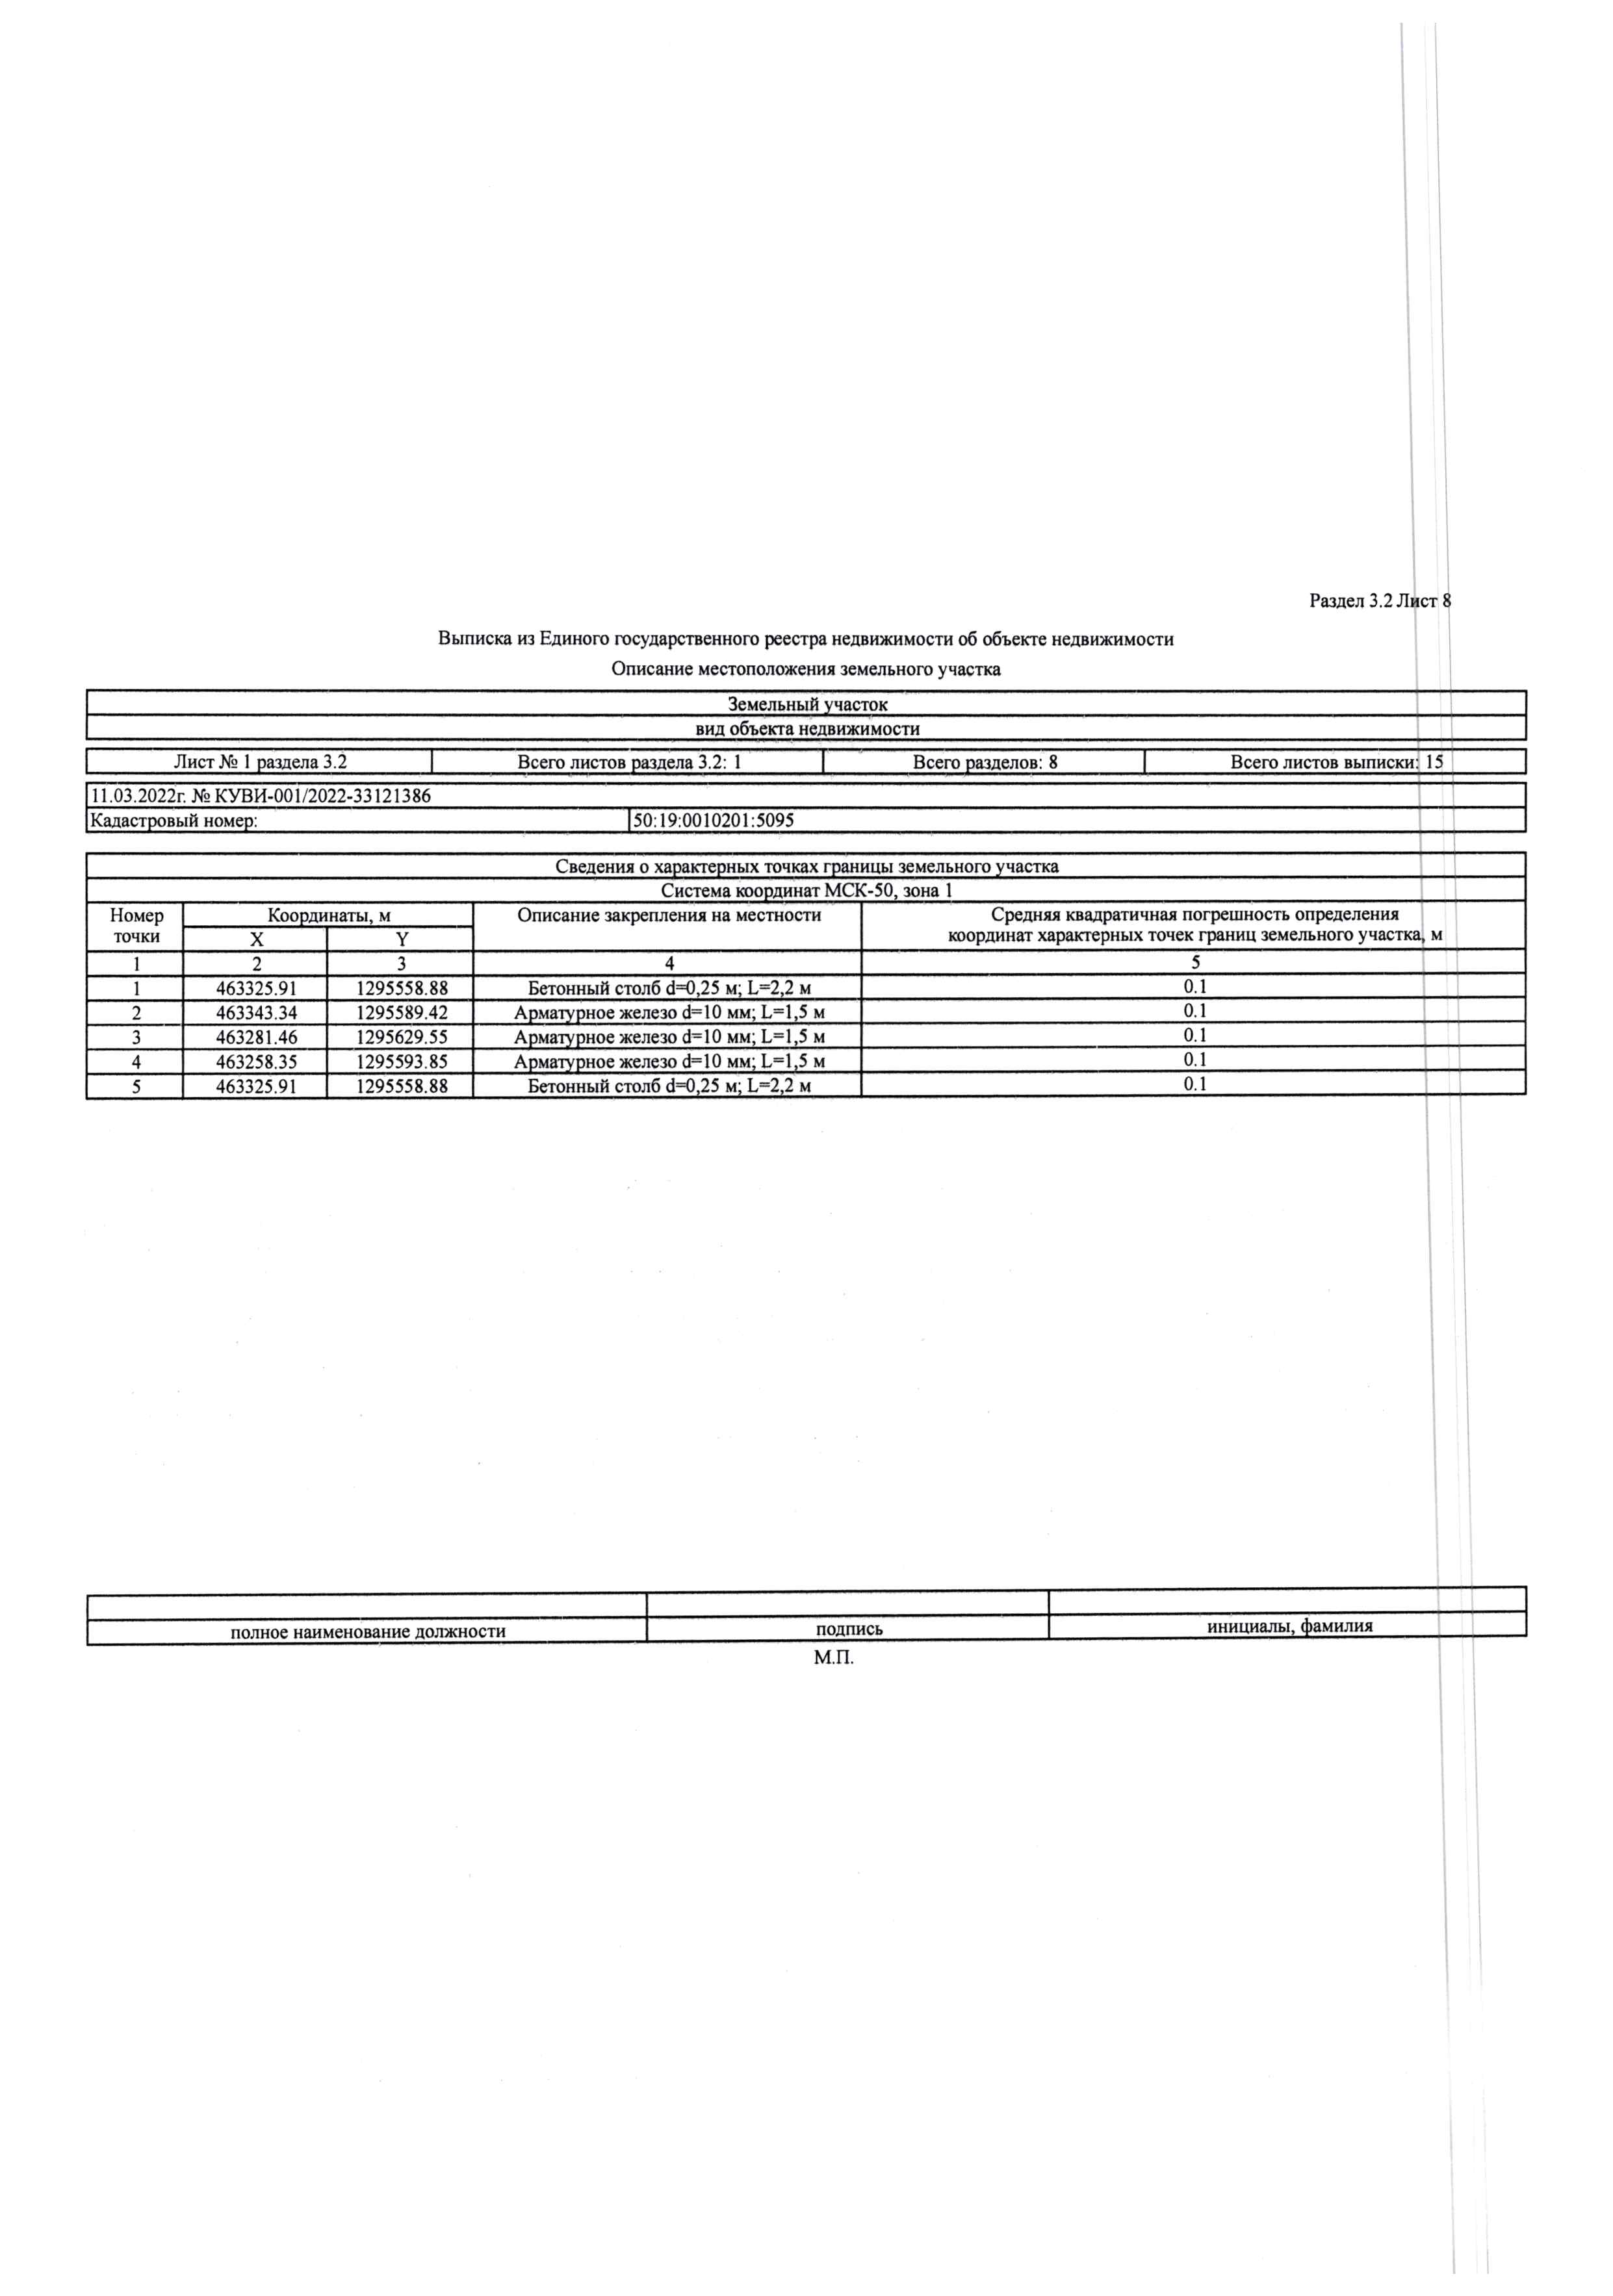 Раздел 3.2 Лист 8
Выписка из Единого государственного реестра недвижимости об объекте недвижимости
Описание местоположения земельного участка
Земельный участок
вид объекта недвижимости
Лист № 1 раздела 3.2 Всего листов раздела 3.2: 1 Всего разделов: 8 Всего листов выписки: 15
11.03.2022г. № КУВИ-001/2022-33121386
Кадастровый номер: 50:19:0010201:5095
Сведения о характерных точках границы земельного участка
Система координат МСК-50, зона 1
Номер точки Координаты, м Описание закрепления на местности Средняя квадратичная погрешность определения
координат характерных точек границ земельного участка, м
X Y
1 2 3 4 5
1 463325.91 1295558.88 Бетонный столб d=0,25 м; L=2,2 м 0.1
2 463343.34 1295589.42 Арматурное железо d=10 мм; L=1,5 м 0.1
3 463281.46 1295629.55 Арматурное железо d=10 мм; L=1,5 м 0.1
4 463258.35 1295593.85 Арматурное железо d=10 мм; L=1,5 м 0.1
5 463325.91 1295558.88 Бетонный столб d=0,25 м; L=2,2 м 0.1
полное наименование должности подпись инициалы, фамилия
М.П.